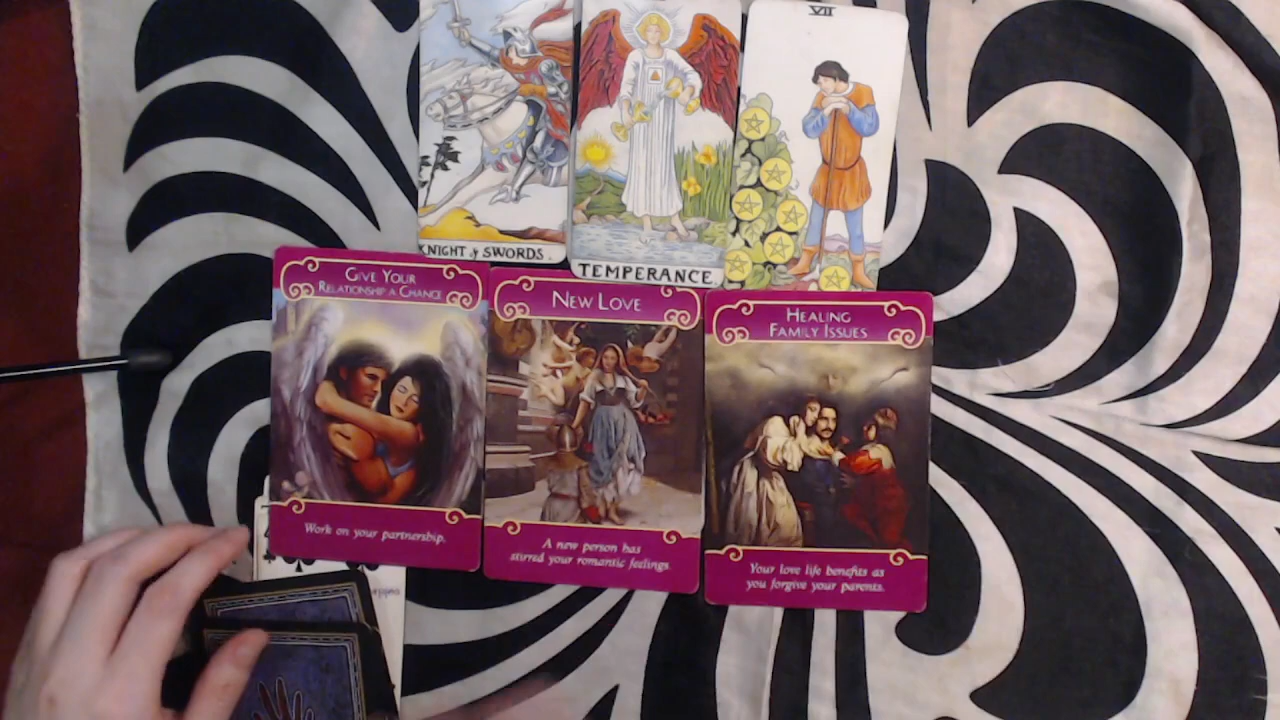 VII
KNIGHT of SWORDS.
TEMPERANCE.
GIVE YOUR
RELATIONSHIP A CHANCE
Work on your partnership.
NEW LOVE
A new person has
stirred your romantic feelings.
HEALING
FAMILY ISSUES
Your love life benefits as
you forgive your parents.